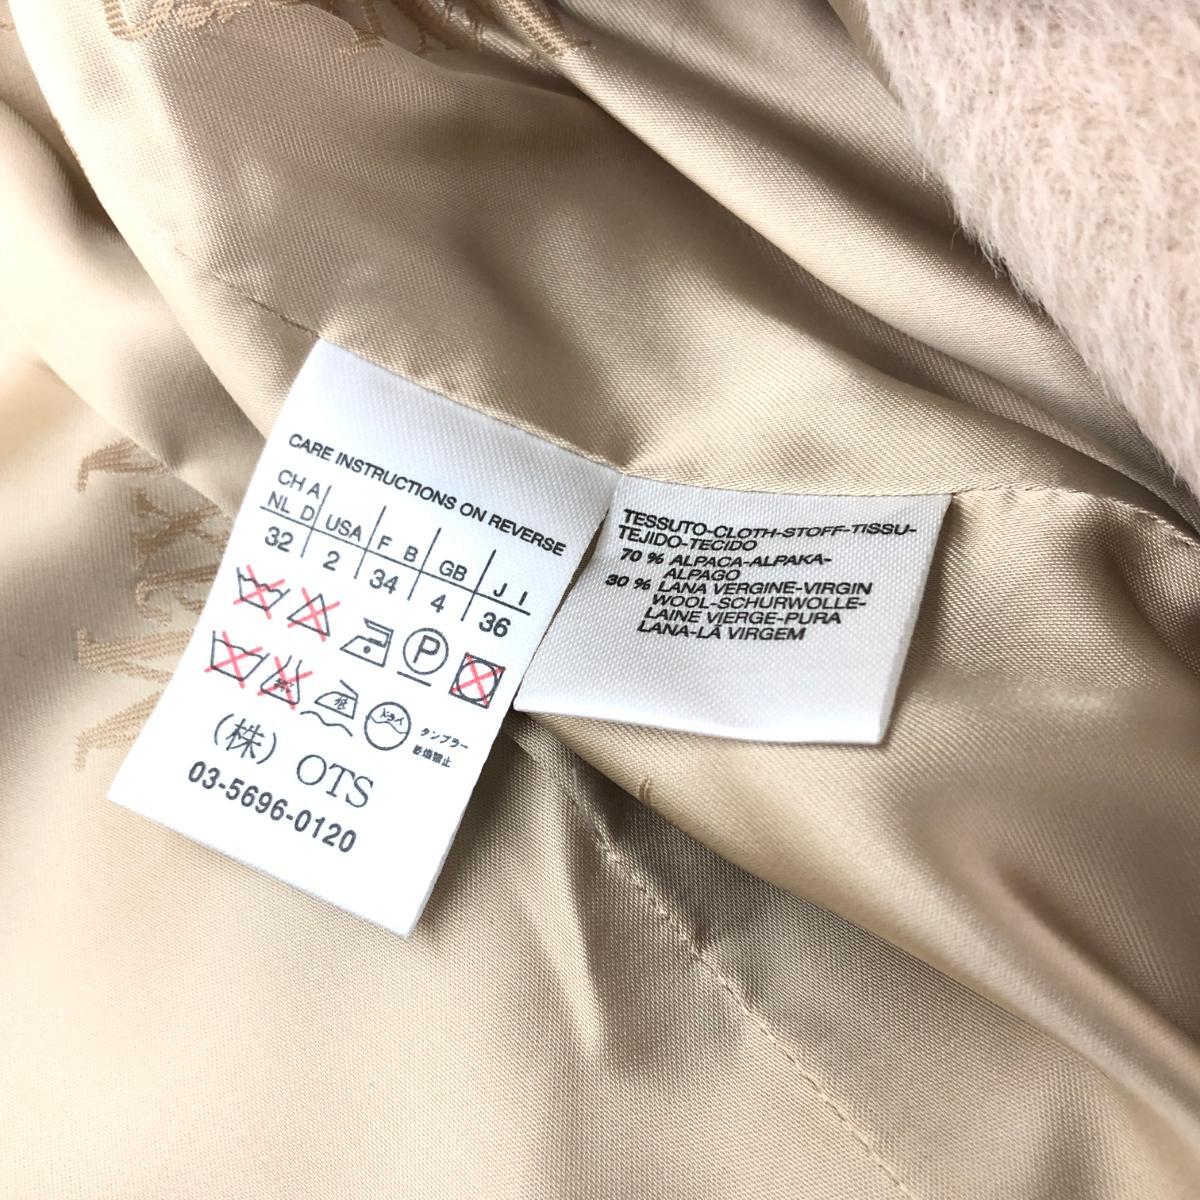 CARE INSTRUCTIONS ON REVERSE
CH A
NL D USA F B GB J I
32 2 34 4 36
P
ドライ タンブラー
乾燥禁止
(株) OTS
03-5696-0120
TESSUTO-CLOTH-STOFF-TISSU-
TEJIDO-TECIDO
70 % ALPACA-ALPAKA-
ALPAGO
30 % LANA VERGINE-VIRGIN
WOOL-SCHURWOLLE-
LAINE VIERGE-PURA
LANA-LÃ VIRGEM